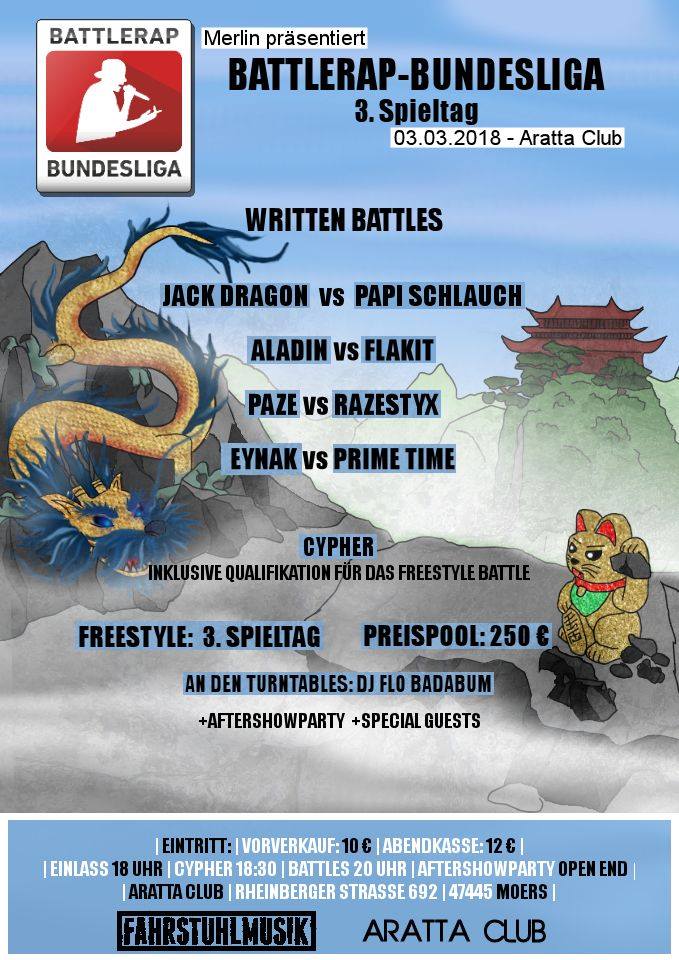 BATTLERAP
BUNDESLIGA
Merlin präsentiert
BATTLERAP-BUNDESLIGA
3. Spieltag
03.03.2018 - Aratta Club
WRITTEN BATTLES
JACK DRAGON vs PAPI SCHLAUCH
ALADIN vs FLAKIT
PAZE vs RAZESTYX
EYNAK vs PRIME TIME
CYPHER
INKLUSIVE QUALIFIKATION FÜR DAS FREESTYLE BATTLE
FREESTYLE: 3. SPIELTAG PREISPOOL: 250 €
AN DEN TURNTABLES: DJ FLO BADABUM
+AFTERSHOWPARTY +SPECIAL GUESTS
| EINTRITT: | VORVERKAUF: 10 € | ABENDKASSE: 12 € |
| EINLASS 18 UHR | CYPHER 18:30 | BATTLES 20 UHR | AFTERSHOWPARTY OPEN END |
| ARATTA CLUB | RHEINBERGER STRASSE 692 | 47445 MOERS |
FAHRSTUHLMUSIK ARATTA CLUB